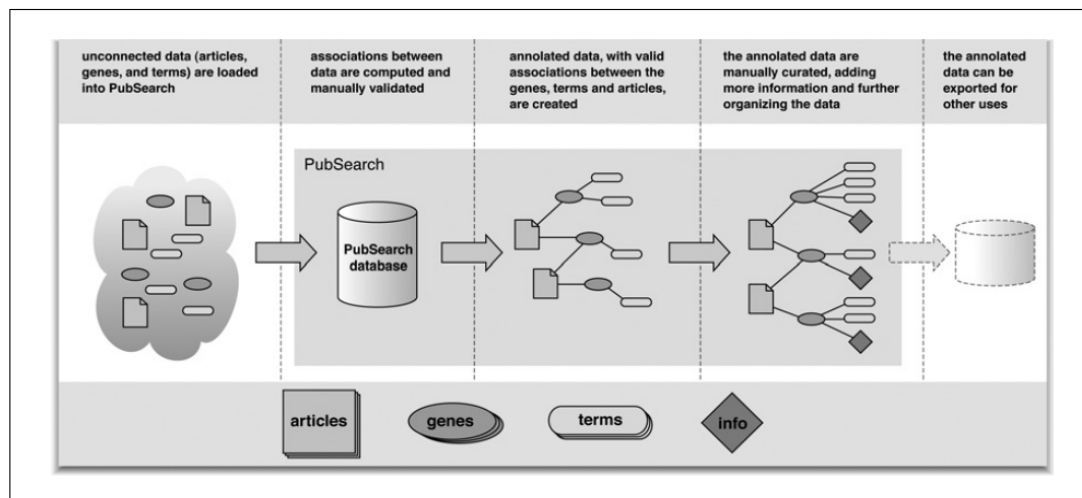 unconnected data (articles,
genes, and terms) are loaded
into PubSearch
associations between
data are computed and
manually validated
annolated data, with valid
associations between the
genes, terms and articles,
are created
the annotated data are
manually curated, adding
more information and further
organizing the data
the annotated
data can be
exported for
other uses
PubSearch
PubSearch
database
articles
genes
terms
info